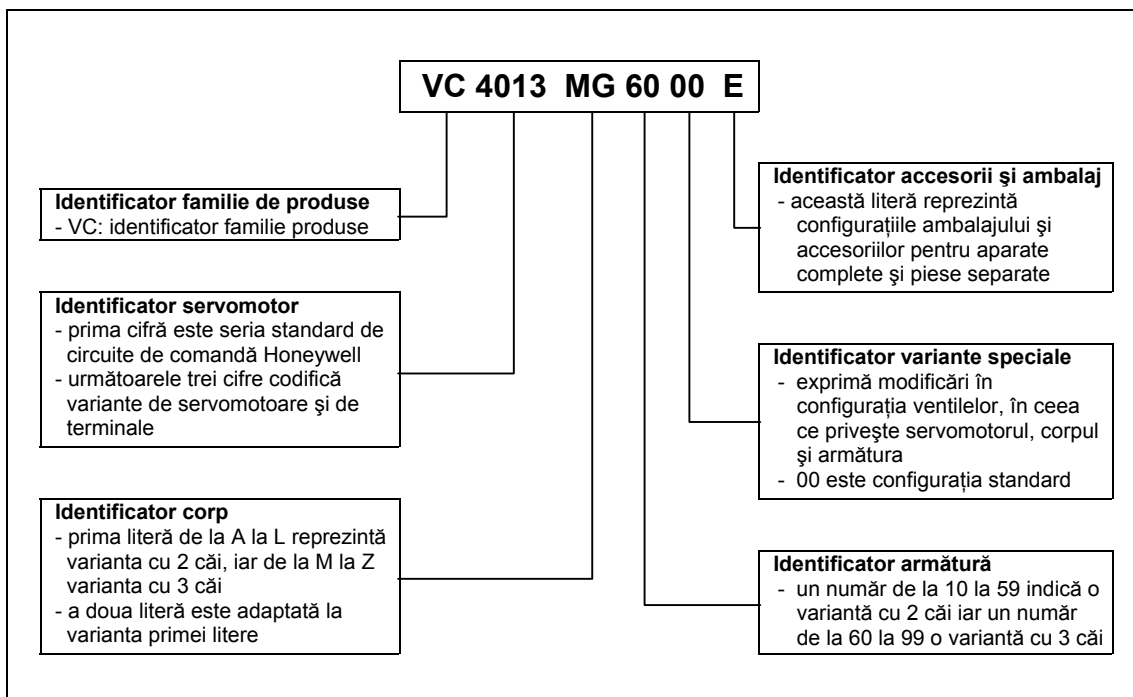 VC 4013 MG 60 00 E
Identificator familie de produse
- VC: identificator familie produse
Identificator servomotor
- prima cifră este seria standard de
circuite de comandă Honeywell
- următoarele trei cifre codifică
variante de servomotoare şi de
terminale
Identificator corp
- prima literă de la A la L reprezintă
varianta cu 2 căi, iar de la M la Z
varianta cu 3 căi
- a doua literă este adaptată la
varianta primei litere
Identificator accesorii şi ambalaj
- această literă reprezintă
configuraţiile ambalajului şi
accesoriilor pentru aparate
complete şi piese separate
Identificator variante speciale
- exprimă modificări în
configuraţia ventilelor, în ceea
ce priveşte servomotorul, corpul
şi armătura
- 00 este configuraţia standard
Identificator armătură
- un număr de la 10 la 59 indică o
variantă cu 2 căi iar un număr
de la 60 la 99 o variantă cu 3 căi